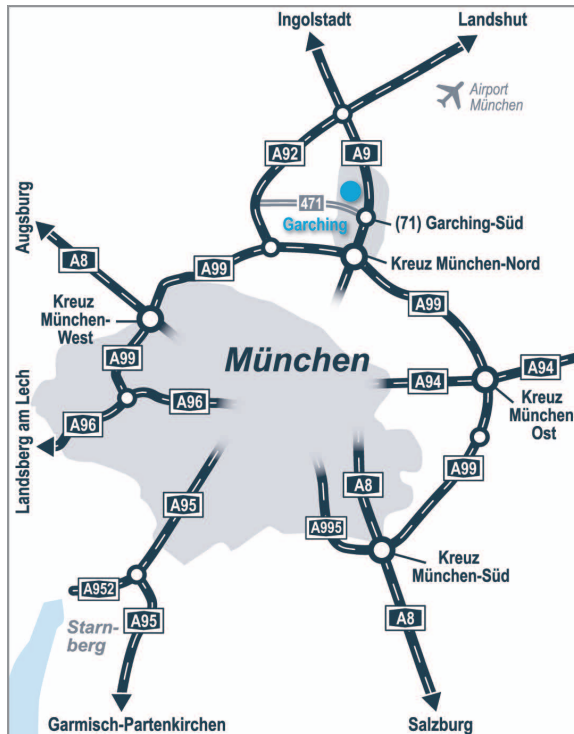 Ingolstadt
Landshut
Airport
München
A92
A9
471
Garching
(71) Garching-Süd
Augsburg
A8
A99
Kreuz München-Nord
Kreuz
München-
West
A99
A99
München
A94
A94
A96
Kreuz
München
Ost
A96
Landsberg am Lech
A99
A8
A95
A995
Kreuz
München-Süd
A952
A95
A8
Starn-
berg
Garmisch-Partenkirchen
Salzburg